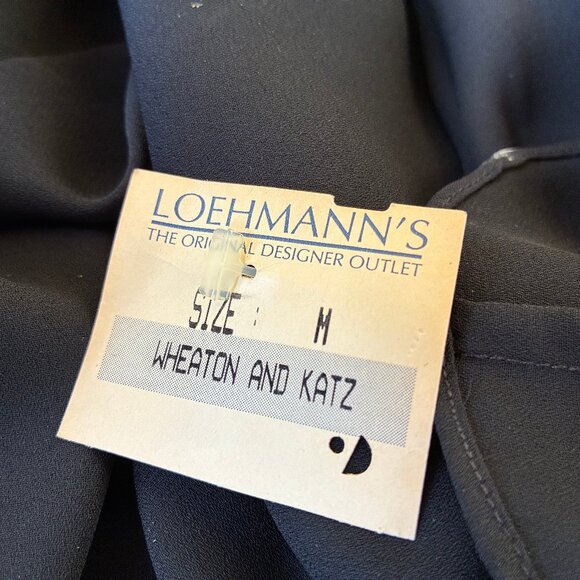 LOEHMANN'S
THE ORIGINAL DESIGNER OUTLET
SIZE : M
WHEATON AND KATZ